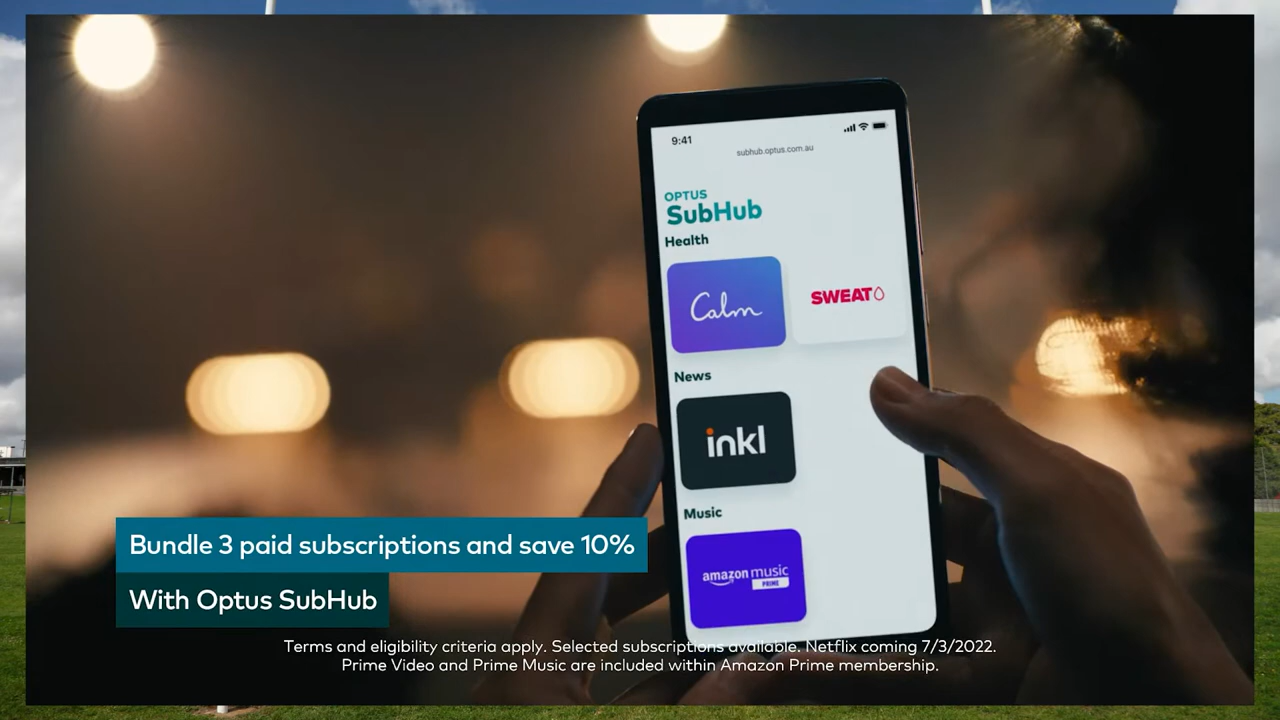 9:41
subhub.optus.com.au
OPTUS
SubHub
Health
Calm
SWEAT
News
inkl
Music
amazon music
PRIME
Bundle 3 paid subscriptions and save 10%
With Optus SubHub
Terms and eligibility criteria apply. Selected subscriptions available. Netflix coming 7/3/2022.
Prime Video and Prime Music are included within Amazon Prime membership.